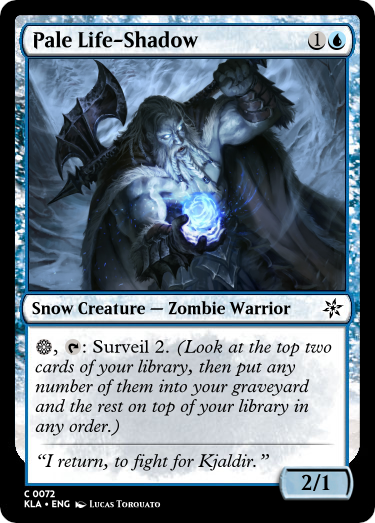 Pale Life-Shadow 1
Snow Creature — Zombie Warrior
, : Surveil 2. (Look at the top two
cards of your library, then put any
number of them into your graveyard
and the rest on top of your library in
any order.)
“I return, to fight for Kjaldir.”
2/1
C 0072
KLA • ENG Lucas Torouato